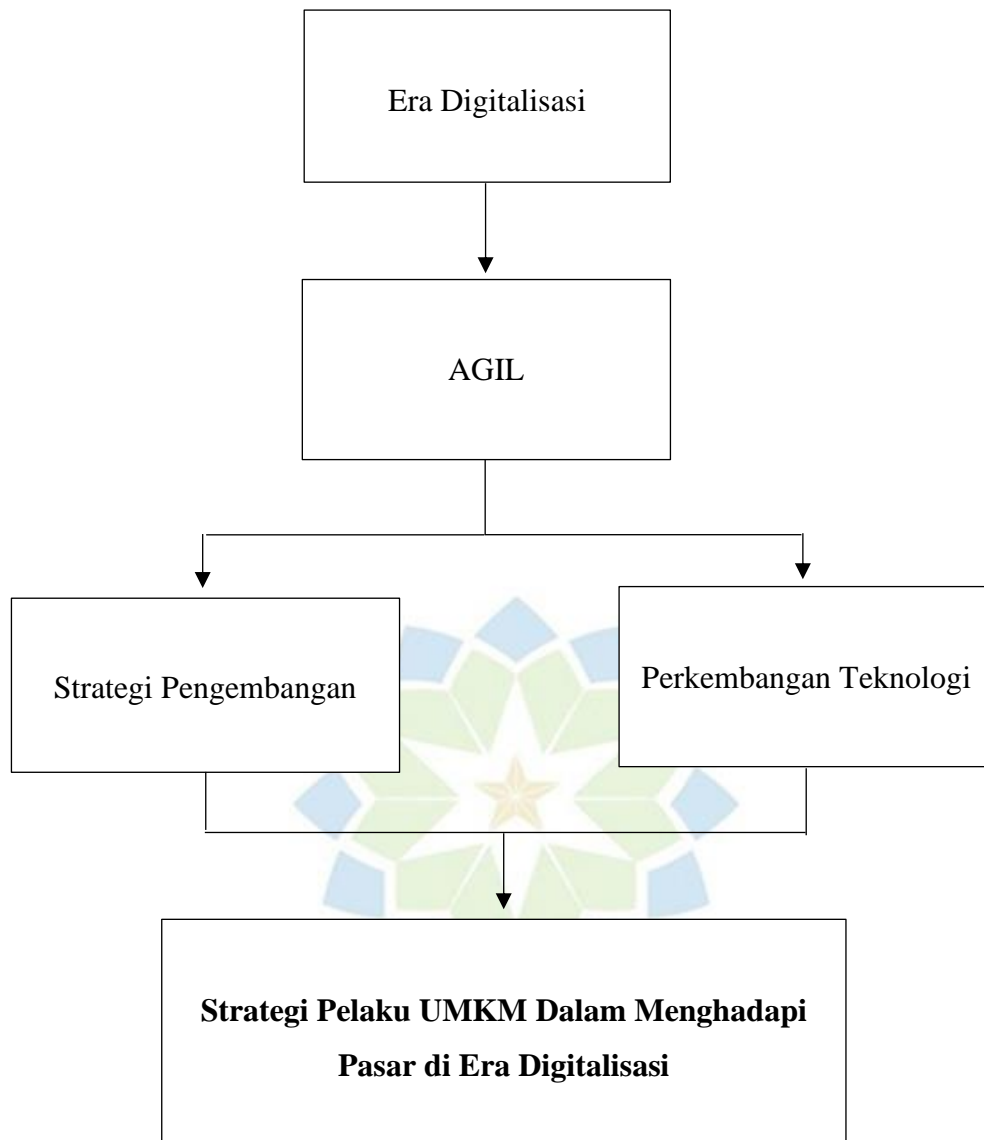 Era Digitalisasi
AGIL
Strategi Pengembangan
Perkembangan Teknologi
Strategi Pelaku UMKM Dalam Menghadapi
Pasar di Era Digitalisasi